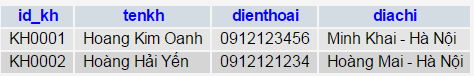 id_kh tenkh dienthoai diachi
KH0001 Hoang Kim Oanh 0912123456 Minh Khai - Hà Nội
KH0002 Hoàng Hải Yến 0912121234 Hoàng Mai - Hà Nội